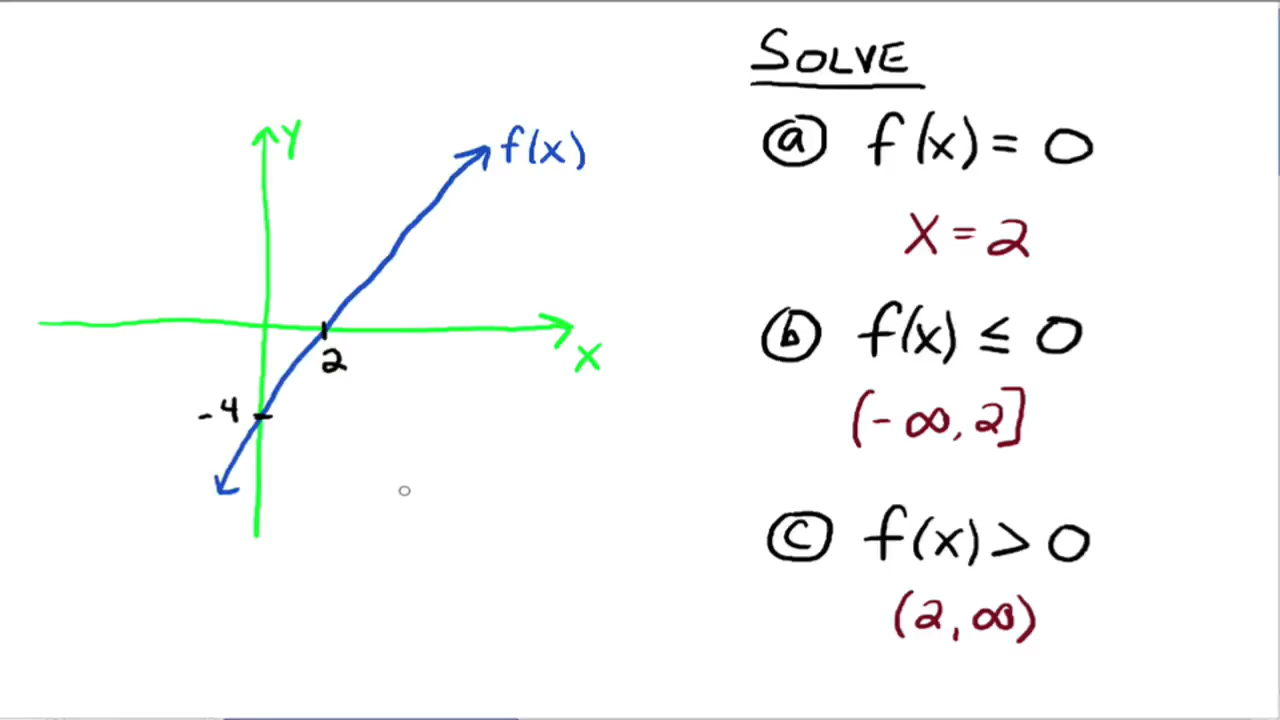 SOLVE
y
f(x)
a f(x) = 0
x = 2
2
x
b f(x) ≤ 0
-4
(-∞, 2]
c f(x) > 0
(2, ∞)